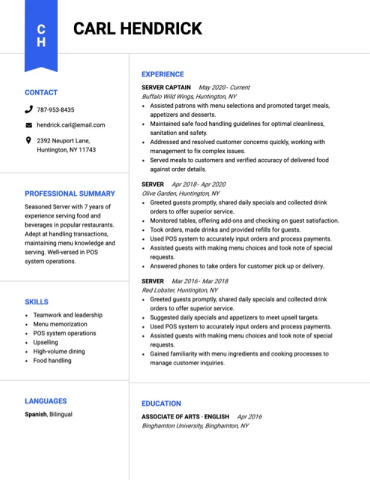 C
H
CARL HENDRICK
CONTACT
787-953-8435
hendrick.carl@email.com
2392 Neuport Lane,
Huntington, NY 11743
PROFESSIONAL SUMMARY
Seasoned Server with 7 years of
experience serving food and
beverages in popular restaurants.
Adept at handling transactions,
maintaining menu knowledge and
serving. Well-versed in POS
system operations.
SKILLS
• Teamwork and leadership
• Menu memorization
• POS system operations
• Upselling
• High-volume dining
• Food handling
LANGUAGES
Spanish, Bilingual
EXPERIENCE
SERVER CAPTAIN May 2020- Current
Buffalo Wild Wings, Huntington, NY
• Assisted patrons with menu selections and promoted target meals,
appetizers and desserts.
• Maintained safe food handling guidelines for optimal cleanliness,
sanitation and safety.
• Addressed and resolved customer concerns quickly, working with
management to fix complex issues.
• Served meals to customers and verified accuracy of delivered food
against order details.
SERVER Apr 2018- Apr 2020
Olive Garden, Huntington, NY
• Greeted guests promptly, shared daily specials and collected drink
orders to offer superior service.
• Monitored tables, offering add-ons and checking on guest satisfaction.
• Took orders, made drinks and provided refills for guests.
• Used POS system to accurately input orders and process payments.
• Assisted guests with making menu choices and took note of special
requests.
• Answered phones to take orders for customer pick up or delivery.
SERVER Mar 2016- Mar 2018
Red Lobster, Huntington, NY
• Greeted guests promptly, shared daily specials and collected drink
orders to offer superior service.
• Suggested daily specials and appetizers to meet upsell targets.
• Used POS system to accurately input orders and process payments.
• Assisted guests with making menu choices and took note of special
requests.
• Gained familiarity with menu ingredients and cooking processes to
manage customer inquiries.
EDUCATION
ASSOCIATE OF ARTS - ENGLISH Apr 2016
Binghamton University, Binghamton, NY